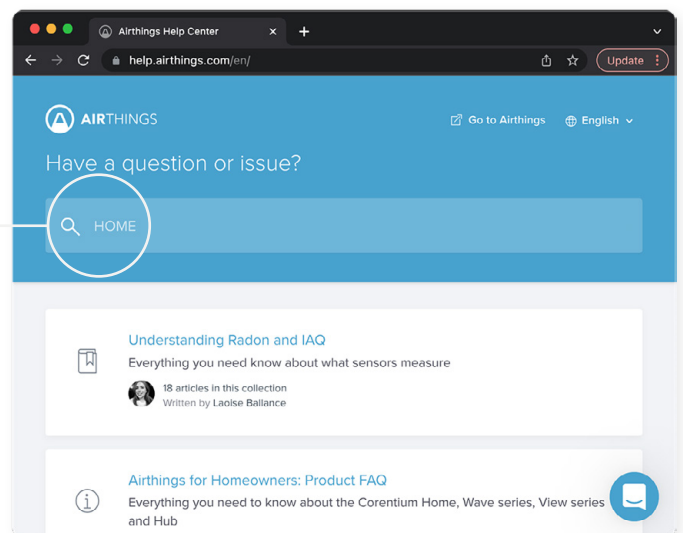 Airthings Help Center
help.airthings.com/en/
Update
AIRTHINGS
Go to Airthings
English
Have a question or issue?
HOME
Understanding Radon and IAQ
Everything you need know about what sensors measure
18 articles in this collection
Written by Laoise Ballance
Airthings for Homeowners: Product FAQ
Everything you need to know about the Corentium Home, Wave series, View series
and Hub